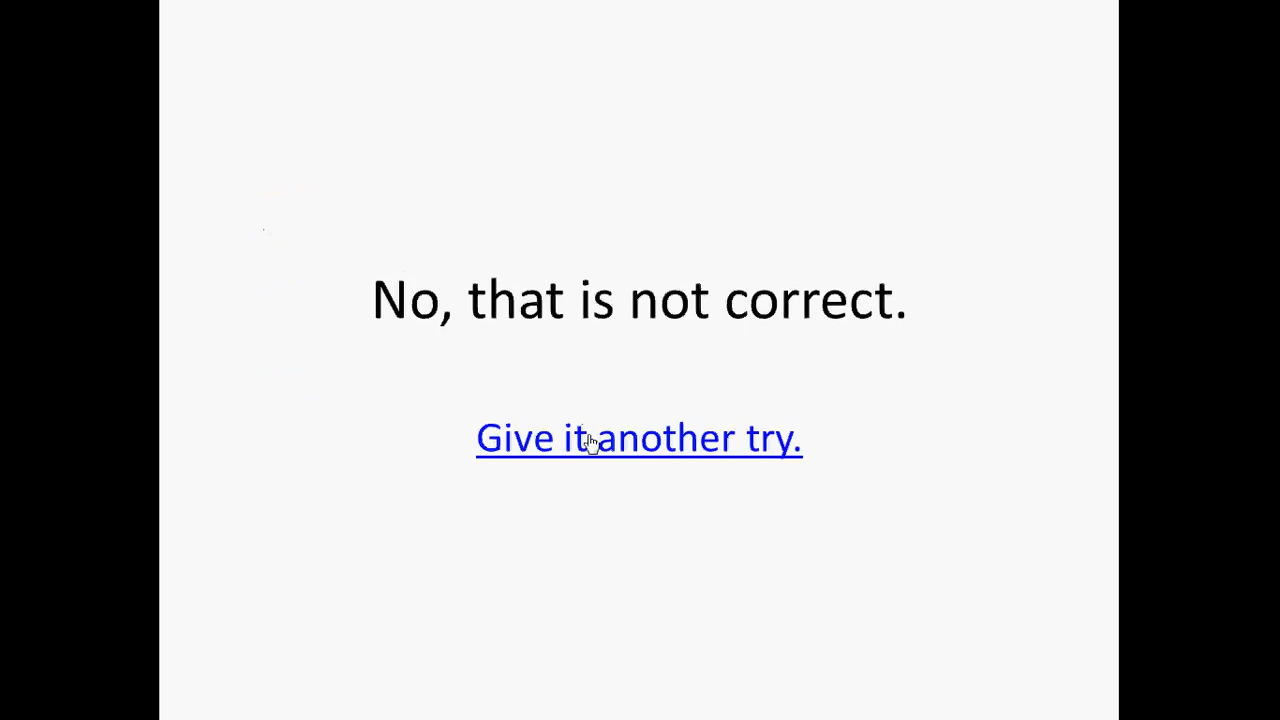 No, that is not correct.
Give it another try.